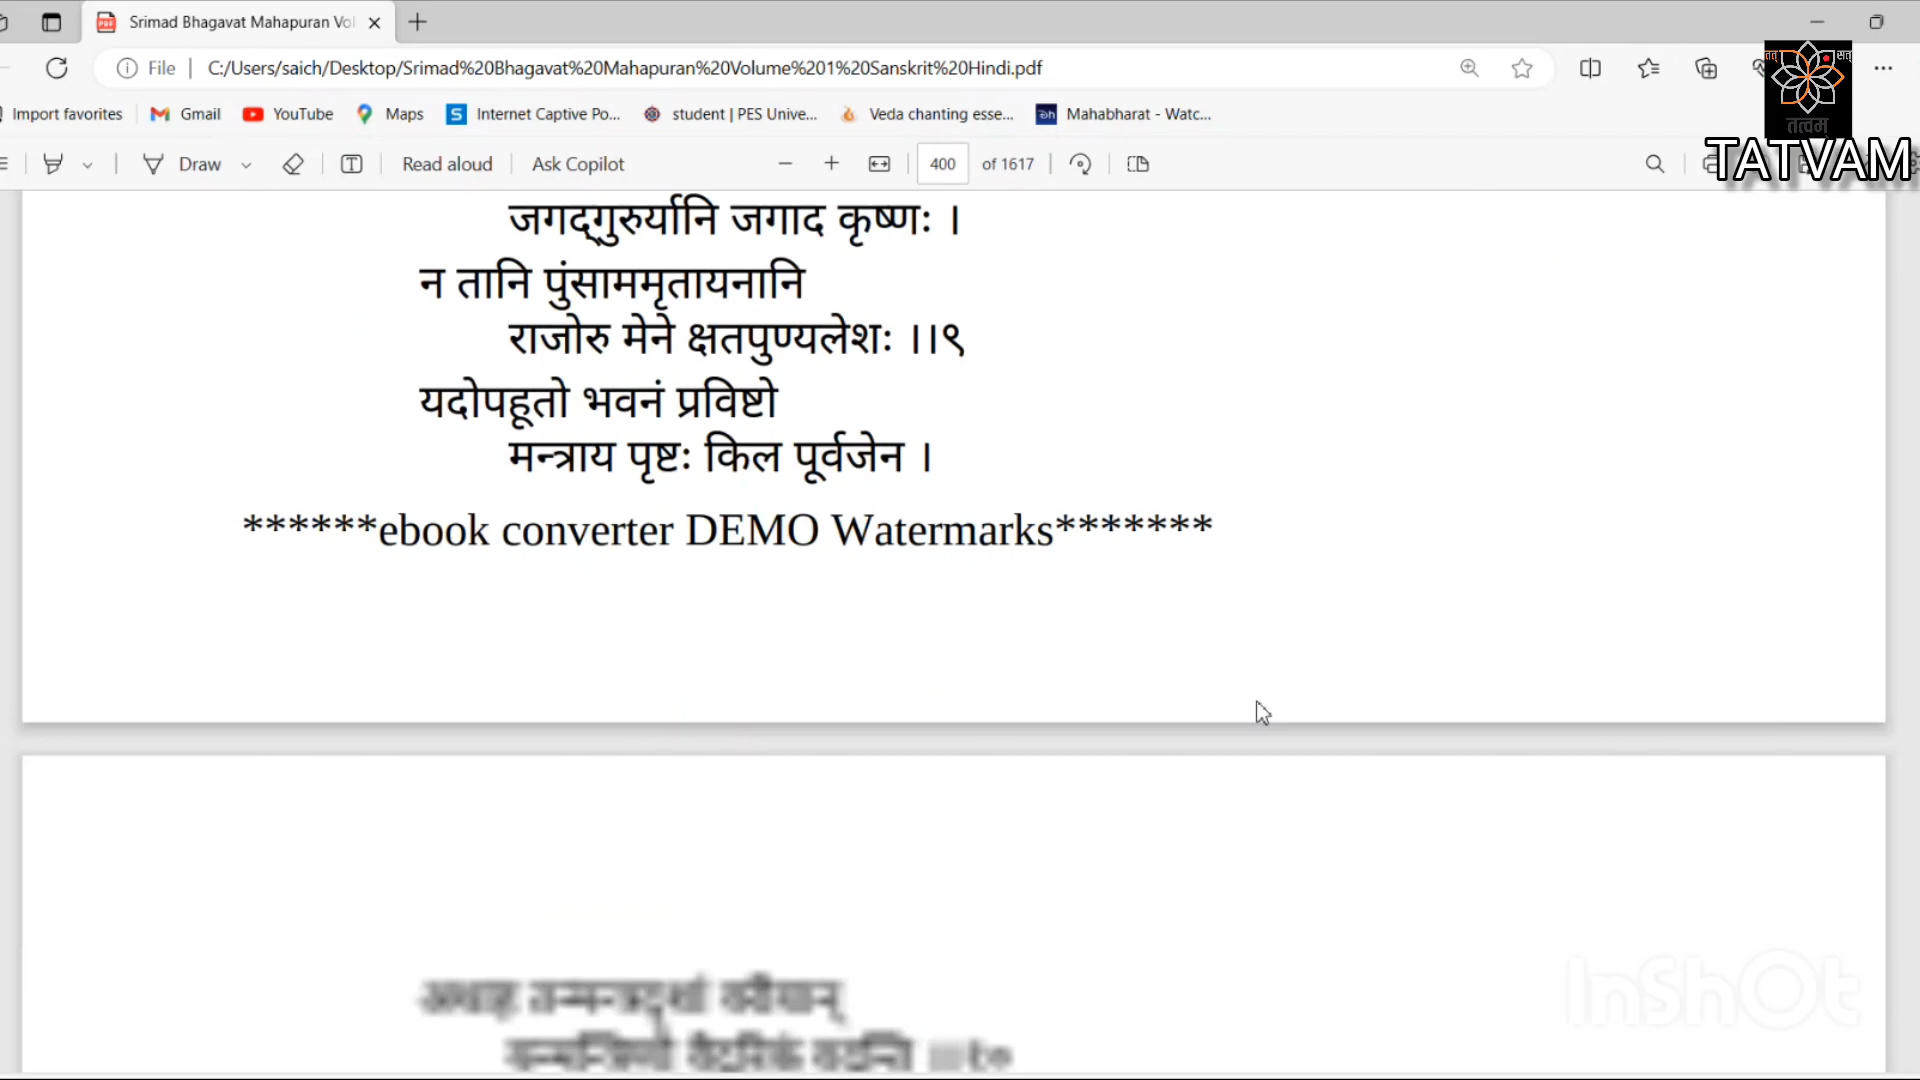 Srimad Bhagavat Mahapuran Vol
File
C:/Users/saich/Desktop/Srimad%20Bhagavat%20Mahapuran%20Volume%201%20Sanskrit%20Hindi.pdf
तत् सत्
Import favorites
Gmail
YouTube
Maps
Internet Captive Po...
student | PES Unive...
Veda chanting esse...
Mahabharat - Watc...
तत्वम्
TATVAM
Draw
Read aloud
Ask Copilot
400 of 1617
जगद्गुरुर्यानि जगाद कृष्णः ।
न तानि पुंसाममृतायनानि
राजोरु मेने क्षतपुण्यलेशः ।।९
यदोपहूतो भवनं प्रविष्टो
मन्त्राय पृष्टः किल पूर्वजेन ।
******ebook converter DEMO Watermarks*******
InShOt